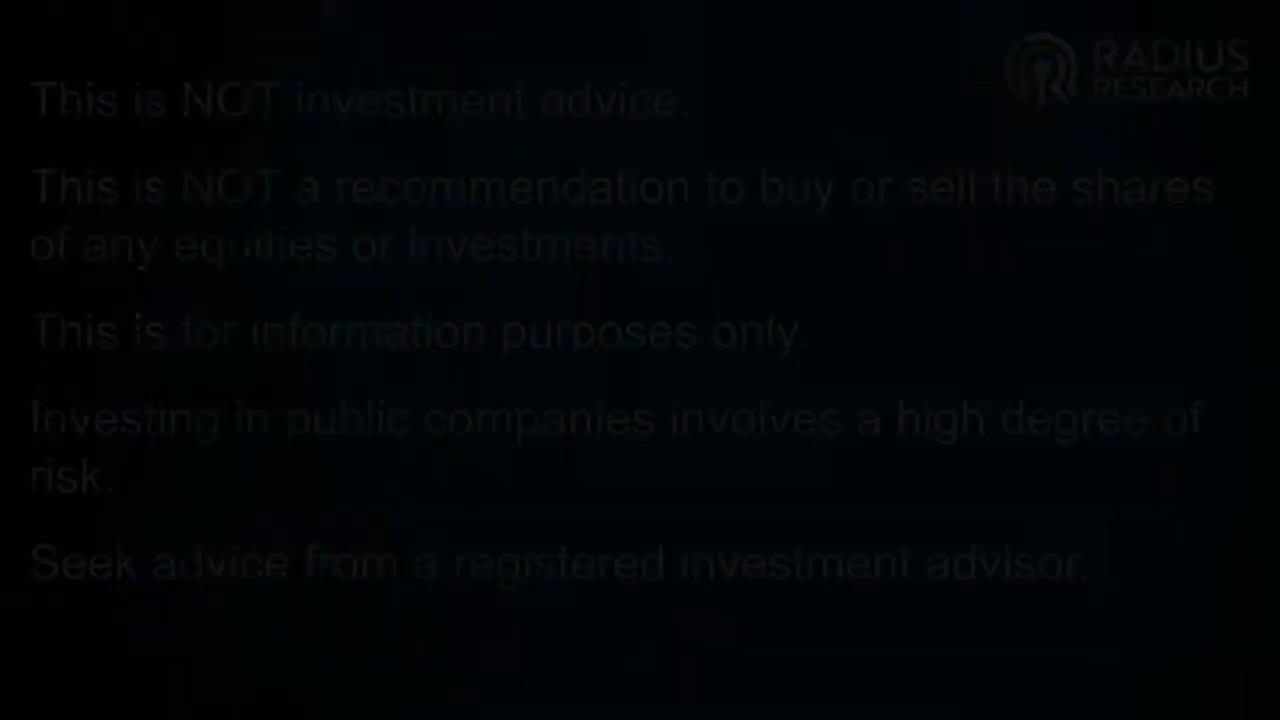 RADIUS
RESEARCH
This is NOT investment advice.
This is NOT a recommendation to buy or sell the shares
of any equities or investments
This is for information purposes only.
Investing in public companies involves a high degree of
risk.
Seek advice from a registered investment advisor.